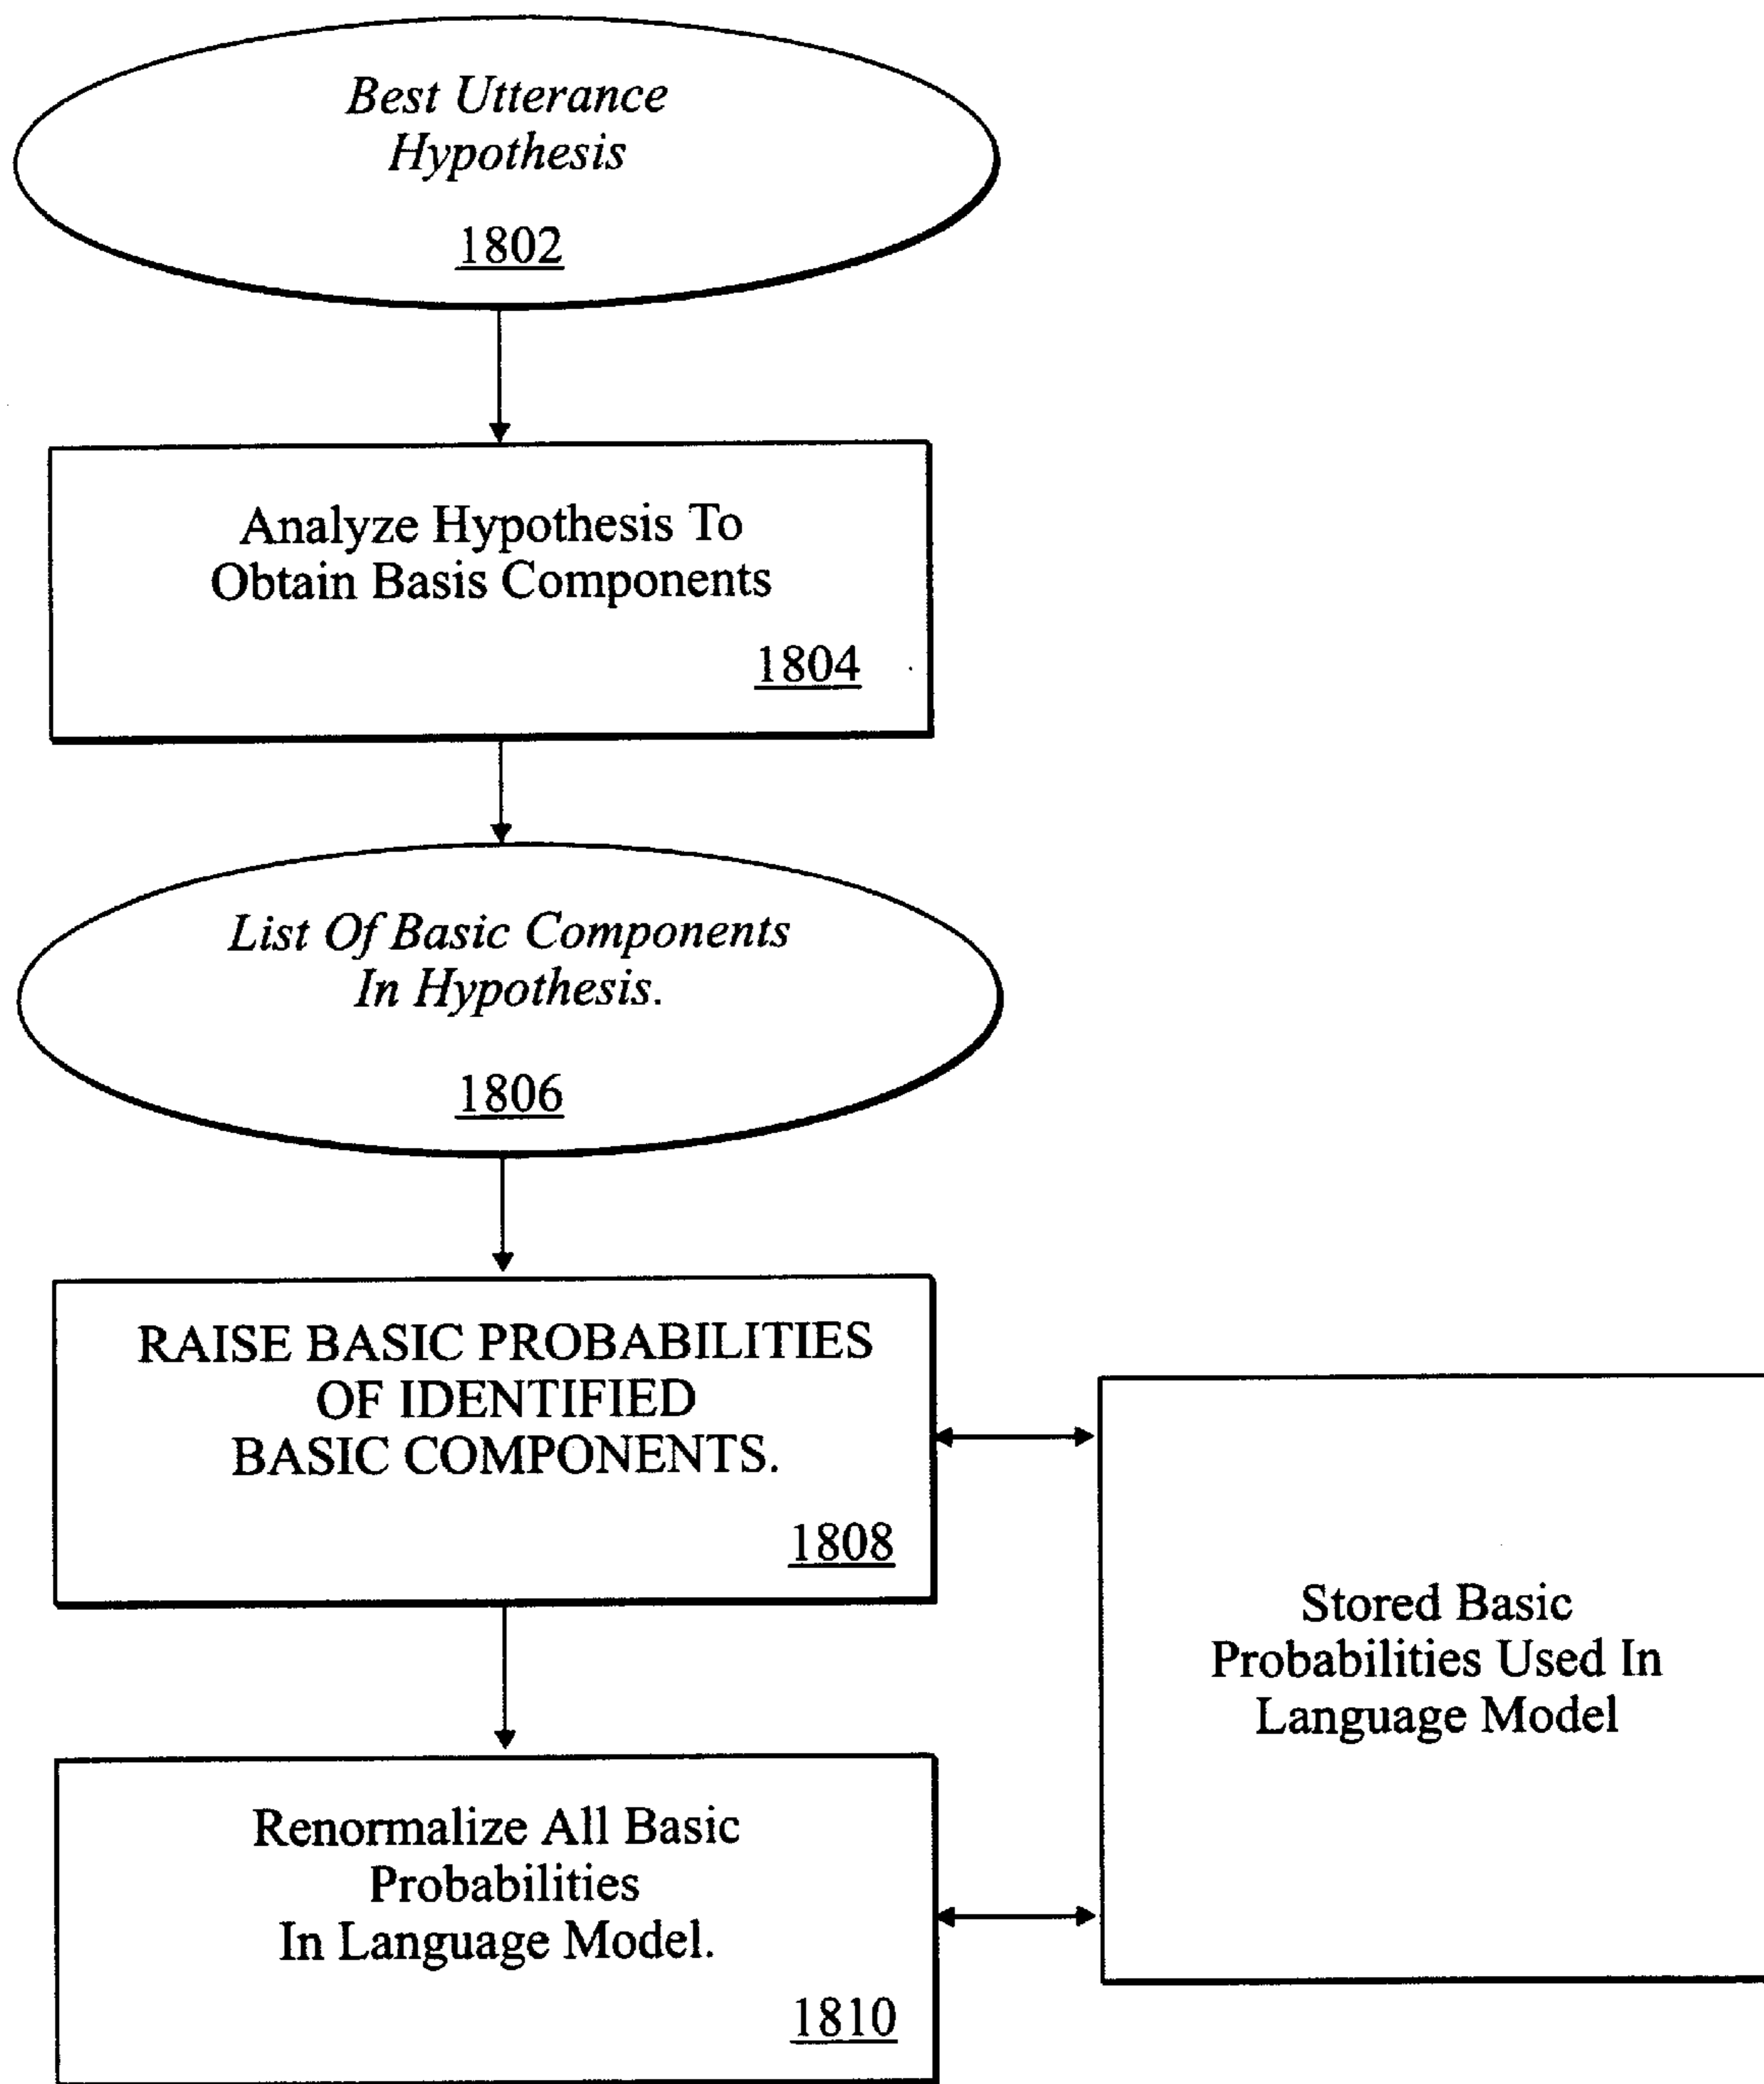 Best Utterance
Hypothesis
1802
Analyze Hypothesis To
Obtain Basis Components
1804
List Of Basic Components
In Hypothesis.
1806
RAISE BASIC PROBABILITIES
OF IDENTIFIED
BASIC COMPONENTS.
1808
Stored Basic
Probabilities Used In
Language Model
Renormalize All Basic
Probabilities
In Language Model.
1810